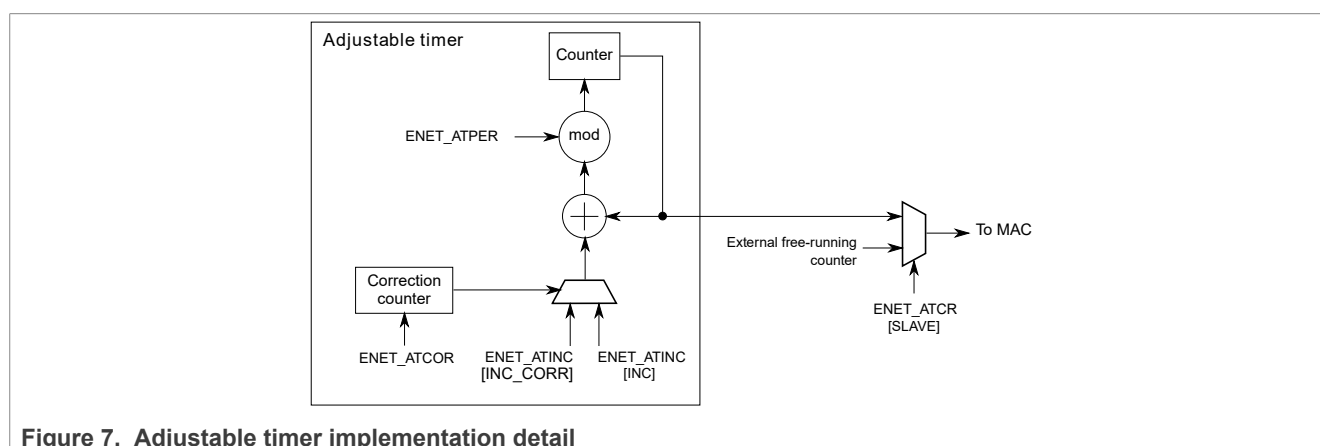 Adjustable timer
Counter
mod
ENET_ATPER
External free-running
counter
To MAC
Correction
counter
ENET_ATCR
[SLAVE]
ENET_ATCOR
ENET_ATINC
[INC_CORR]
ENET_ATINC
[INC]
Figure 7. Adjustable timer implementation detail